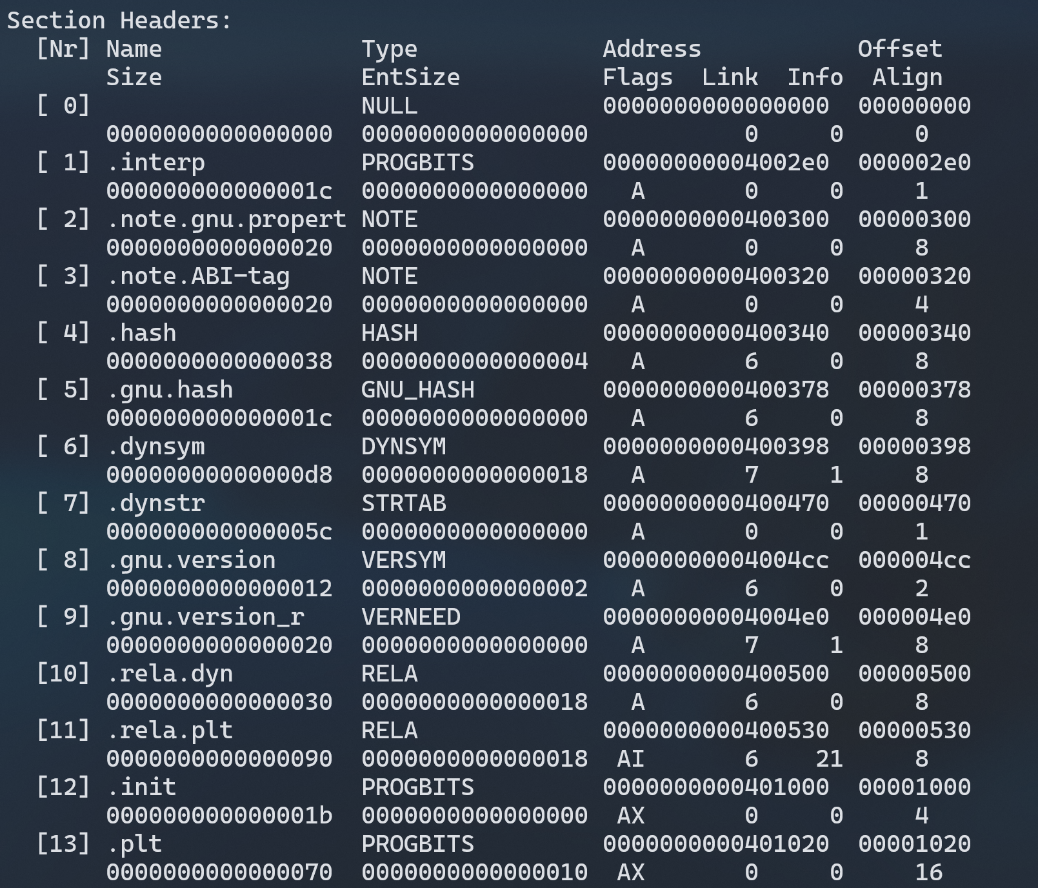 Section Headers:
  [Nr] Name              Type             Address           Offset
       Size              EntSize          Flags  Link  Info  Align
  [ 0]                   NULL             0000000000000000  00000000
       0000000000000000  0000000000000000           0     0     0
  [ 1] .interp           PROGBITS         00000000004002e0  000002e0
       000000000000001c  0000000000000000   A       0     0     1
  [ 2] .note.gnu.propert NOTE             0000000000400300  00000300
       0000000000000020  0000000000000000   A       0     0     8
  [ 3] .note.ABI-tag     NOTE             0000000000400320  00000320
       0000000000000020  0000000000000000   A       0     0     4
  [ 4] .hash             HASH             0000000000400340  00000340
       0000000000000038  0000000000000004   A       6     0     8
  [ 5] .gnu.hash         GNU_HASH         0000000000400378  00000378
       000000000000001c  0000000000000000   A       6     0     8
  [ 6] .dynsym           DYNSYM           0000000000400398  00000398
       00000000000000d8  0000000000000018   A       7     1     8
  [ 7] .dynstr           STRTAB           0000000000400470  00000470
       000000000000005c  0000000000000000   A       0     0     1
  [ 8] .gnu.version      VERSYM           00000000004004cc  000004cc
       0000000000000012  0000000000000002   A       6     0     2
  [ 9] .gnu.version_r    VERNEED          00000000004004e0  000004e0
       0000000000000020  0000000000000000   A       7     1     8
  [10] .rela.dyn         RELA             0000000000400500  00000500
       0000000000000030  0000000000000018   A       6     0     8
  [11] .rela.plt         RELA             0000000000400530  00000530
       0000000000000090  0000000000000018  AI       6    21     8
  [12] .init             PROGBITS         0000000000401000  00001000
       000000000000001b  0000000000000000  AX       0     0     4
  [13] .plt              PROGBITS         0000000000401020  00001020
       0000000000000070  0000000000000010  AX       0     0     16